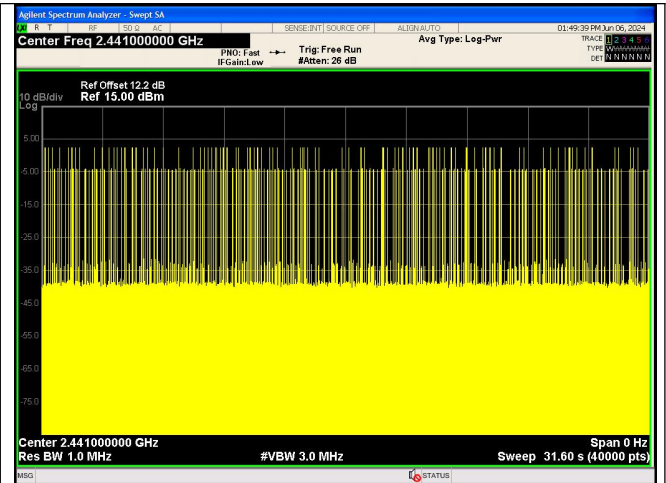 Agilent Spectrum Analyzer - Swept SA
R T RF 50 Ω AC SENSE:INT SOURCE OFF ALIGN AUTO 01:49:39 PM Jun 06, 2024
Center Freq 2.441000000 GHz Avg Type: Log-Pwr TRACE 1 2 3 4 5 6
PNO: Fast Trig: Free Run TYPE
IFGain:Low #Atten: 26 dB DET N N N N N N
Ref Offset 12.2 dB
10 dB/div Ref 15.00 dBm
Log
5.00
-5.00
-15.0
-25.0
-35.0
-45.0
-55.0
-65.0
-75.0
Center 2.441000000 GHz Span 0 Hz
Res BW 1.0 MHz #VBW 3.0 MHz Sweep 31.60 s (40000 pts)
MSG STATUS